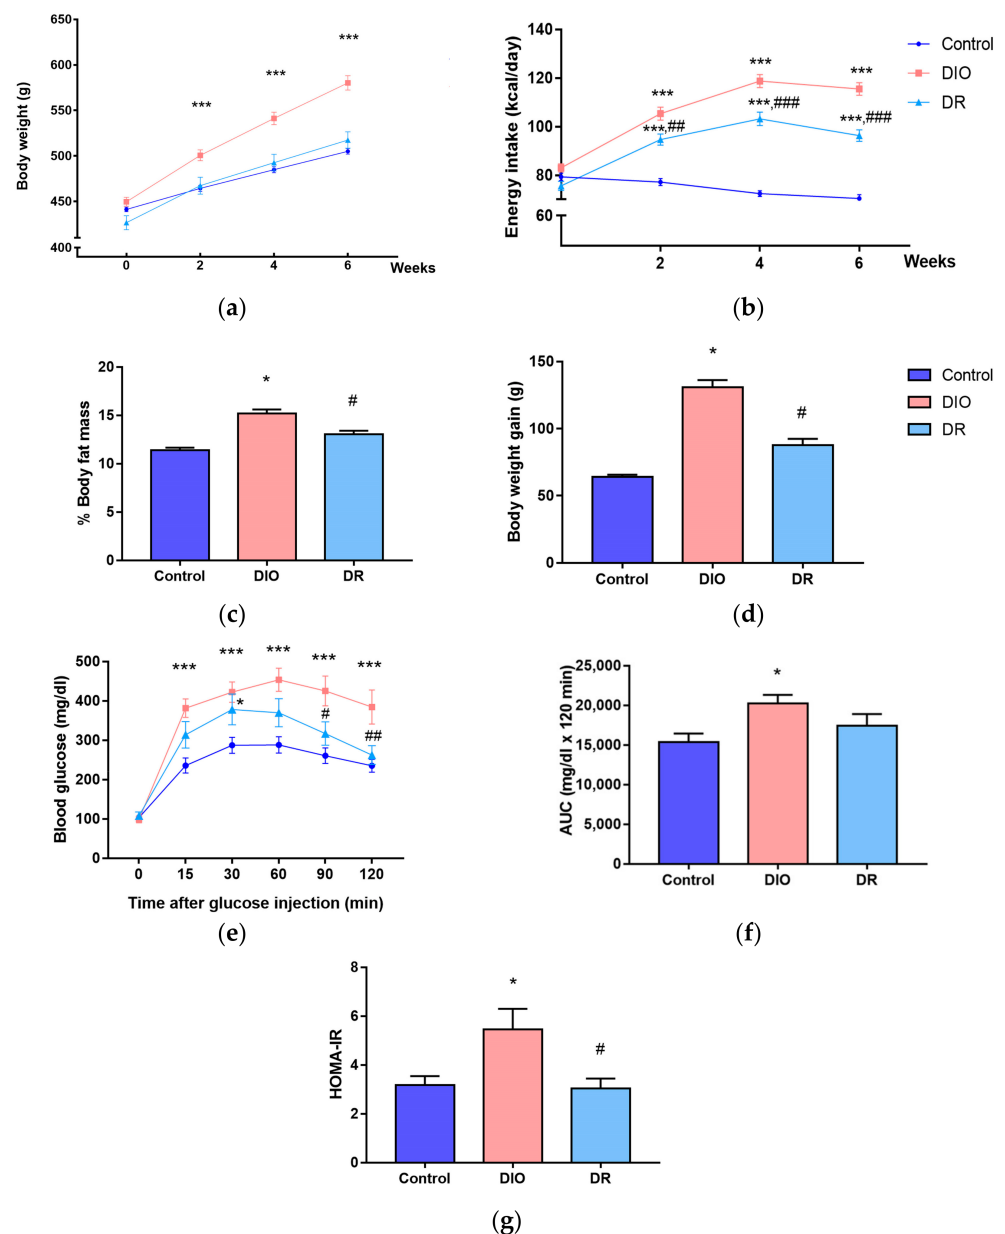 650
600
550
500
450
400
Body weight (g)
***
***
***
0
2
4
6
Weeks
(a)
140
120
100
80
60
Energy intake (kcal/day)
***
***
***
***,##
***,###
***,###
2
4
6
Weeks
Control
DIO
DR
(b)
20
15
10
5
0
% Body fat mass
*
#
Control
DIO
DR
(c)
150
100
50
0
Body weight gain (g)
*
#
Control
DIO
DR
Control
DIO
DR
(d)
500
400
300
200
100
0
Blood glucose (mg/dl)
***
***
***
***
***
*
#
##
0
15
30
60
90
120
Time after glucose injection (min)
(e)
25,000
20,000
15,000
10,000
5,000
0
AUC (mg/dl x 120 min)
*
Control
DIO
DR
(f)
8
6
4
2
0
HOMA-IR
*
#
Control
DIO
DR
(g)